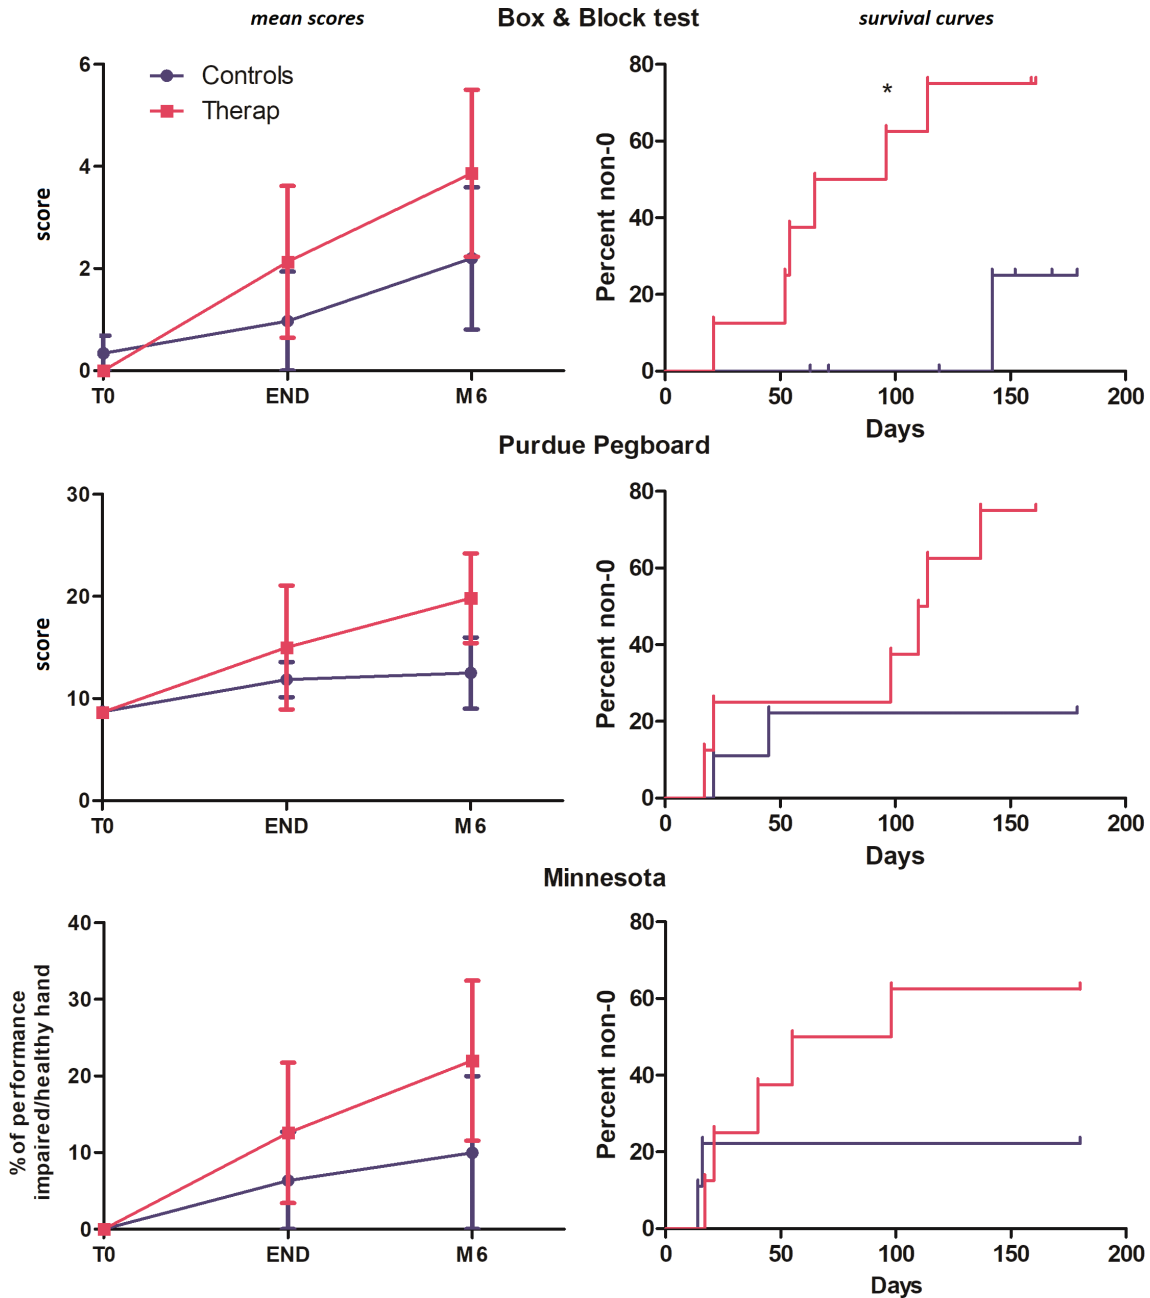 mean scores
Box & Block test
survival curves
Controls
Therap
score
6
4
2
0
T0
END
M6
Percent non-0
80
60
40
20
0
*
0
50
100
150
200
Days
Purdue Pegboard
score
30
20
10
0
T0
END
M6
Percent non-0
80
60
40
20
0
0
50
100
150
200
Days
Minnesota
% of performance
impaired/healthy hand
40
30
20
10
0
T0
END
M6
Percent non-0
80
60
40
20
0
0
50
100
150
200
Days